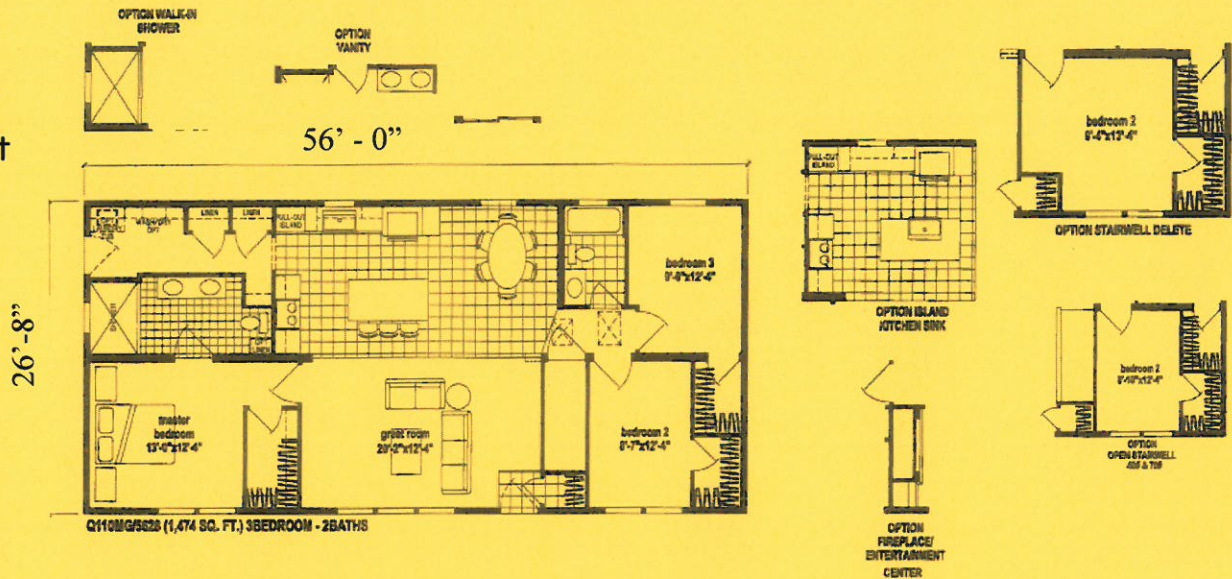 OPTION WALK-IN
SHOWER
OPTION
VANITY
t
56' - 0"
26'-8"
LINEN
LINEN
PULL-OUT
ISLAND
bedroom 3
master
bedroom
great room
bedroom 2
Q110MG/5628 (1,474 SQ. FT.) 3BEDROOM - 2BATHS
PULL-OUT
ISLAND
OPTION ISLAND
KITCHEN SINK
OPTION
FIREPLACE/
ENTERTAINMENT
CENTER
bedroom 2
OPTION STAIRWELL DELETE
bedroom 2
OPTION
OPEN STAIRWELL